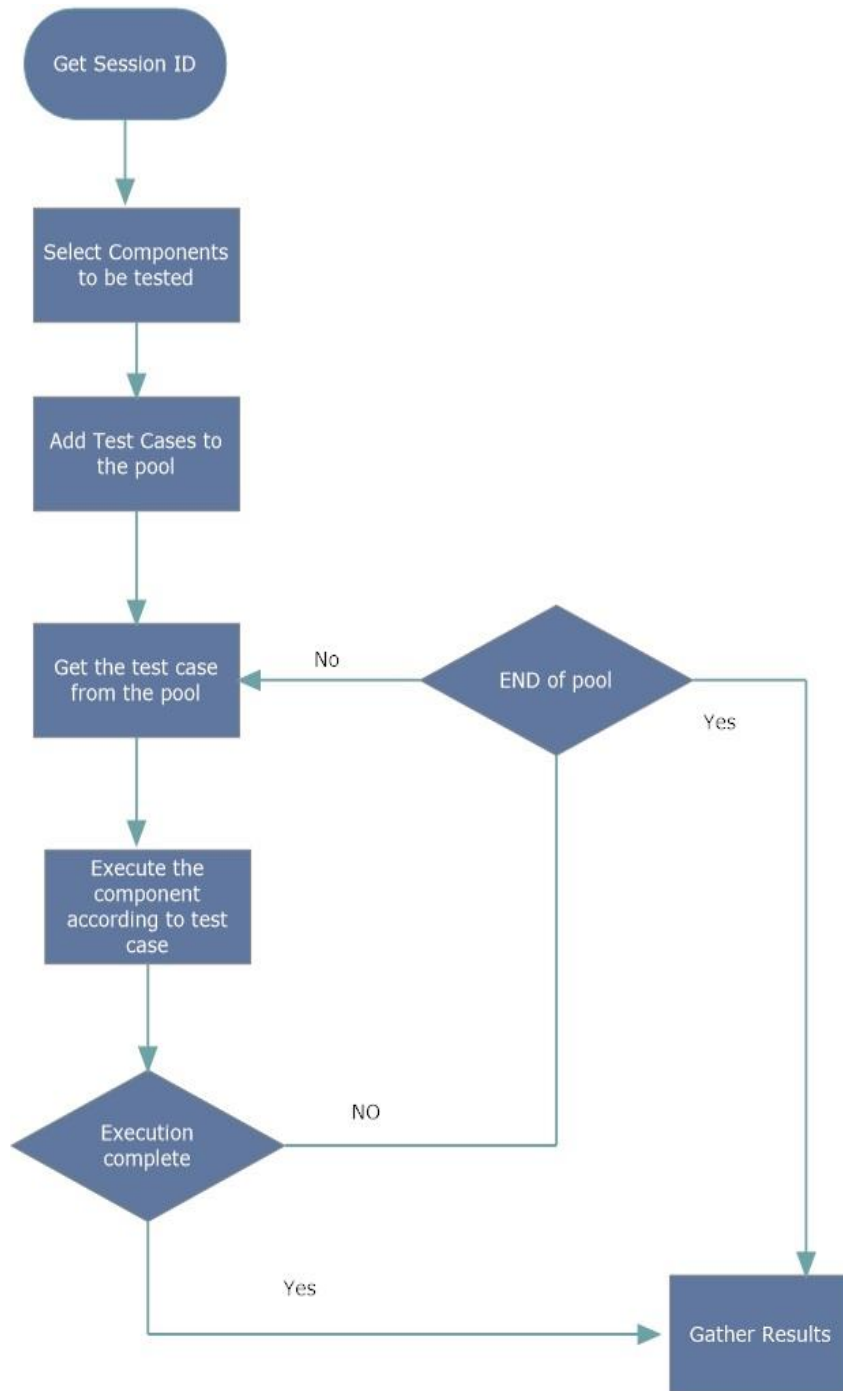 Get Session ID
Select Components
to be tested
Add Test Cases to
the pool
Get the test case
from the pool
No
END of pool
Yes
Execute the
component
according to test
case
Execution
complete
NO
Yes
Gather Results